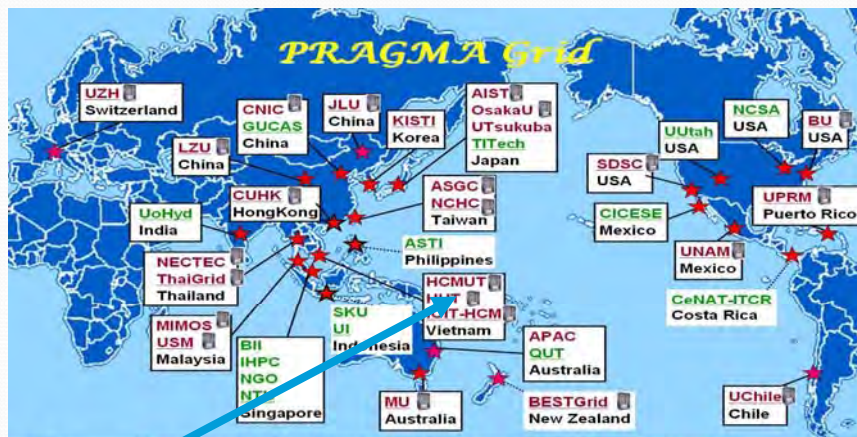 PRAGMA Grid
UZH
Switzerland
CNIC
GUCAS
China
JLU
China
KISTI
Korea
AIST
OsakaU
UTsukuba
TITech
Japan
LZU
China
CUHK
HongKong
ASGC
NCHC
Taiwan
UoHyd
India
ASTI
Philippines
NECTEC
ThaiGrid
Thailand
HCMUT
HUT
Vietnam
MIMOS
USM
Malaysia
SKU
UI
Indonesia
BII
IHPC
NGO
Singapore
MU
Australia
APAC
QUT
Australia
BESTGrid
New Zealand
NCSA
USA
BU
USA
UUtah
USA
SDSC
USA
UPRM
Puerto Rico
CICESE
Mexico
UNAM
Mexico
CeNAT-ITCR
Costa Rica
UChile
Chile